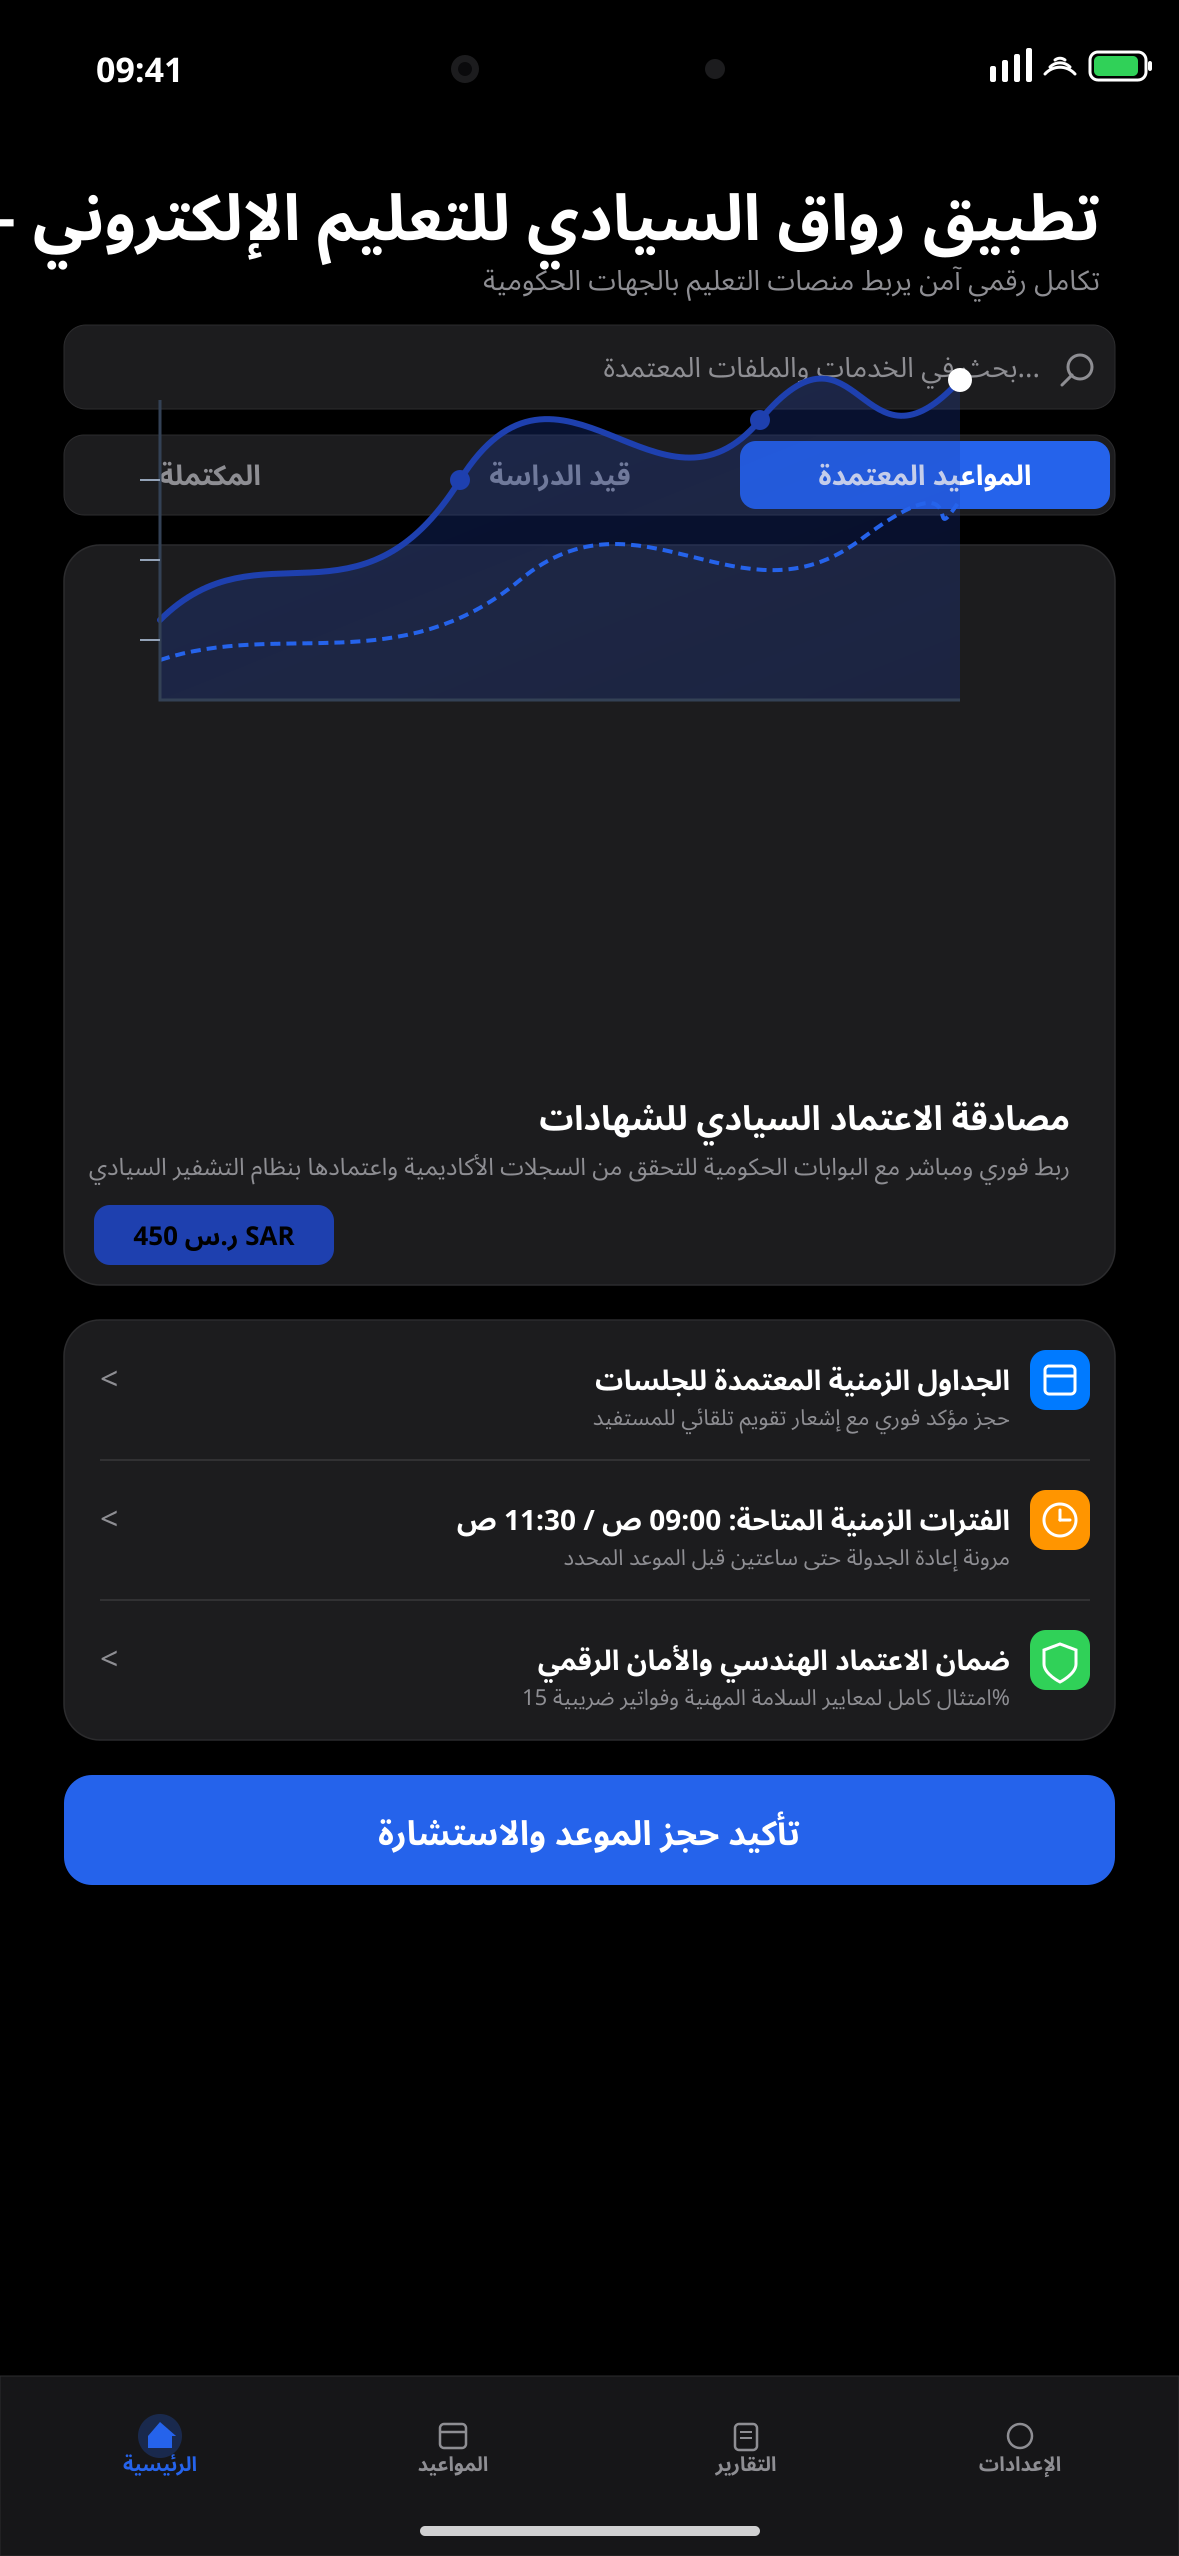 09:41
تطبيق رواق السيادي للتعليم الإلكتروني -
تكامل رقمي آمن يربط منصات التعليم بالجهات الحكومية
بحث في الخدمات والملفات المعتمدة...
المواعيد المعتمدة
قيد الدراسة
المكتملة
مصادقة الاعتماد السيادي للشهادات
ربط فوري ومباشر مع البوابات الحكومية للتحقق من السجلات الأكاديمية واعتمادها بنظام التشفير السيادي
450 ر.س SAR
الجداول الزمنية المعتمدة للجلسات
حجز مؤكد فوري مع إشعار تقويم تلقائي للمستفيد
الفترات الزمنية المتاحة: 09:00 ص / 11:30 ص
مرونة إعادة الجدولة حتى ساعتين قبل الموعد المحدد
ضمان الاعتماد الهندسي والأمان الرقمي
امتثال كامل لمعايير السلامة المهنية وفواتير ضريبية 15%
تأكيد حجز الموعد والاستشارة
الإعدادات
التقارير
المواعيد
الرئيسية